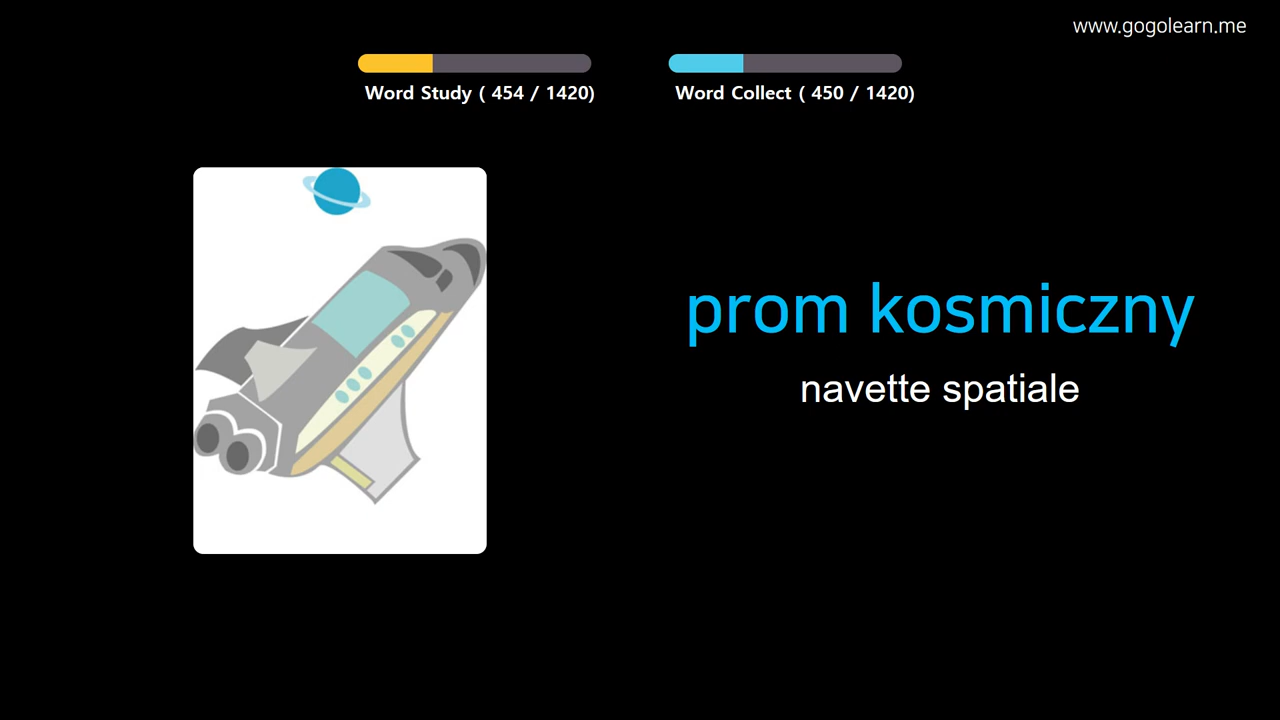 www.gogolearn.me
Word Study ( 454 / 1420)
Word Collect ( 450 / 1420)
prom kosmiczny
navette spatiale